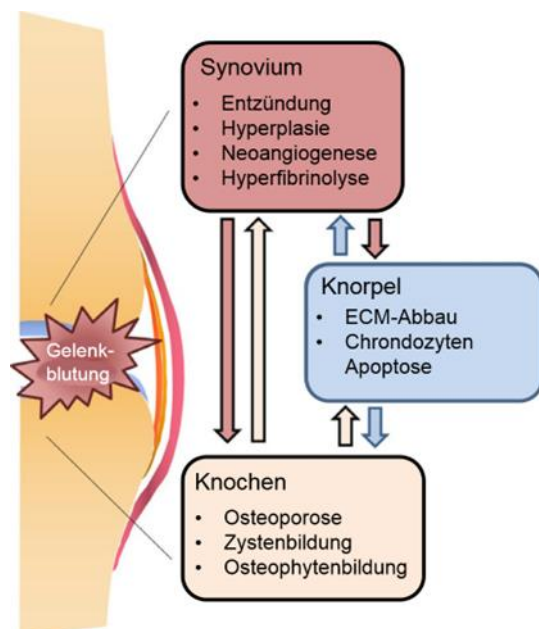 Synovium
• Entzündung
• Hyperplasie
• Neoangiogenese
• Hyperfibrinolyse
Gelenk-
blutung
Knorpel
• ECM-Abbau
• Chrondozyten
Apoptose
Knochen
• Osteoporose
• Zystenbildung
• Osteophytenbildung